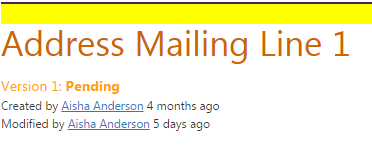 Address Mailing Line 1
Version 1: Pending
Created by Aisha Anderson 4 months ago
Modified by Aisha Anderson 5 days ago